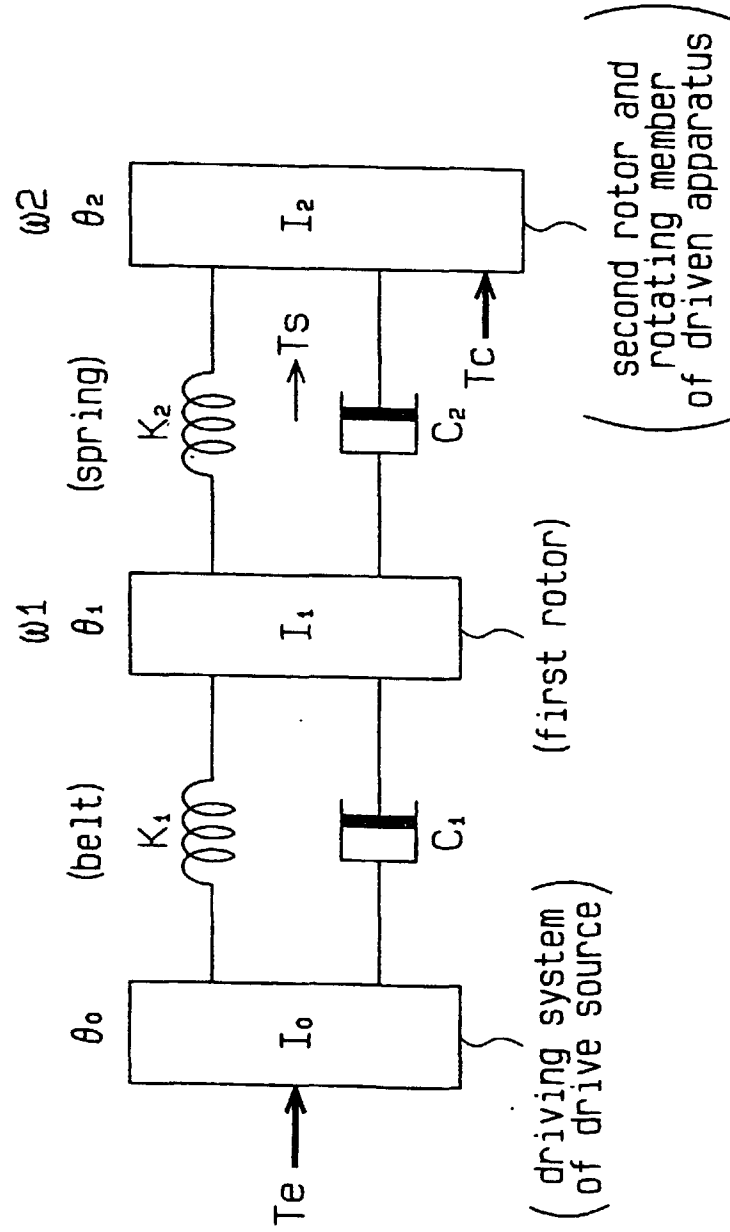 ω1 ω2
θ₀ θ₁ θ₂
(belt) (spring)
K₁ K₂
Te I₀ I₁ Ts I₂
C₁ C₂ Tc
(driving system
of drive source)
(first rotor)
(second rotor and
rotating member
of driven apparatus)